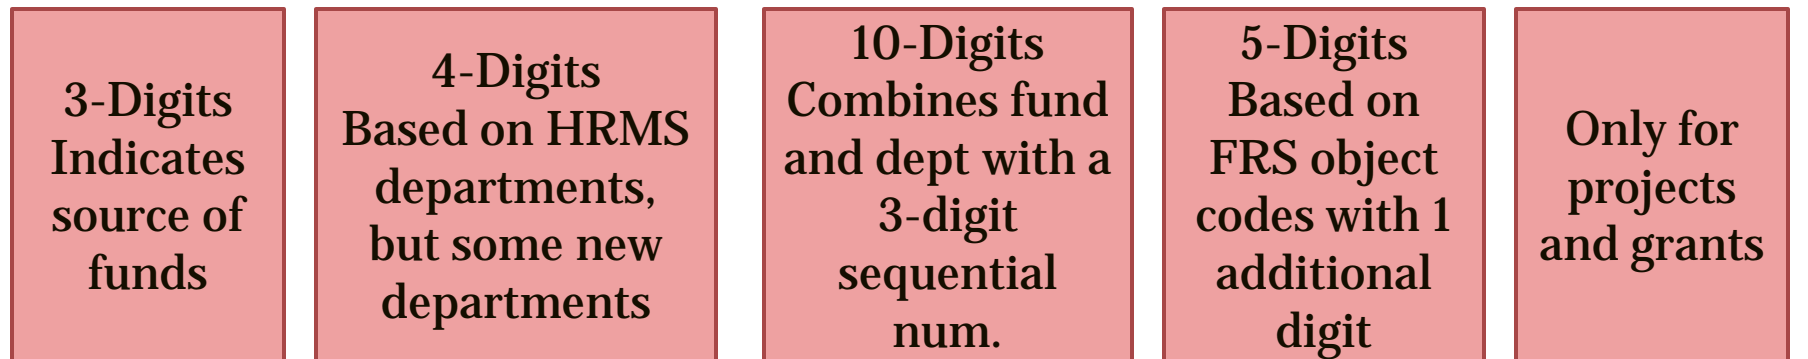 3-Digits
Indicates
source of
funds
4-Digits
Based on HRMS
departments,
but some new
departments
10-Digits
Combines fund
and dept with a
3-digit
sequential
num.
5-Digits
Based on
FRS object
codes with 1
additional
digit
Only for
projects
and grants